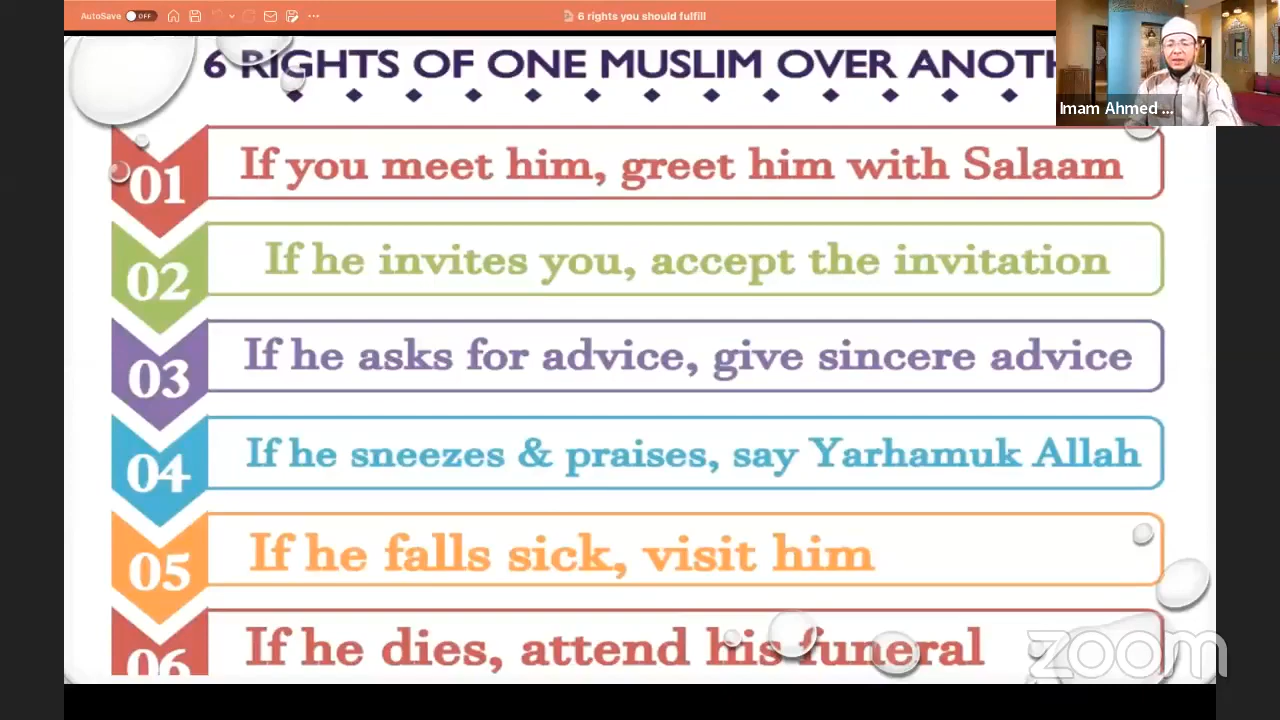 AutoSave OFF
6 rights you should fulfill
6 RIGHTS OF ONE MUSLIM OVER ANOTH
Imam Ahmed ...
01 If you meet him, greet him with Salaam
02 If he invites you, accept the invitation
03 If he asks for advice, give sincere advice
04 If he sneezes & praises, say Yarhamuk Allah
05 If he falls sick, visit him
06 If he dies, attend his funeral
zoom